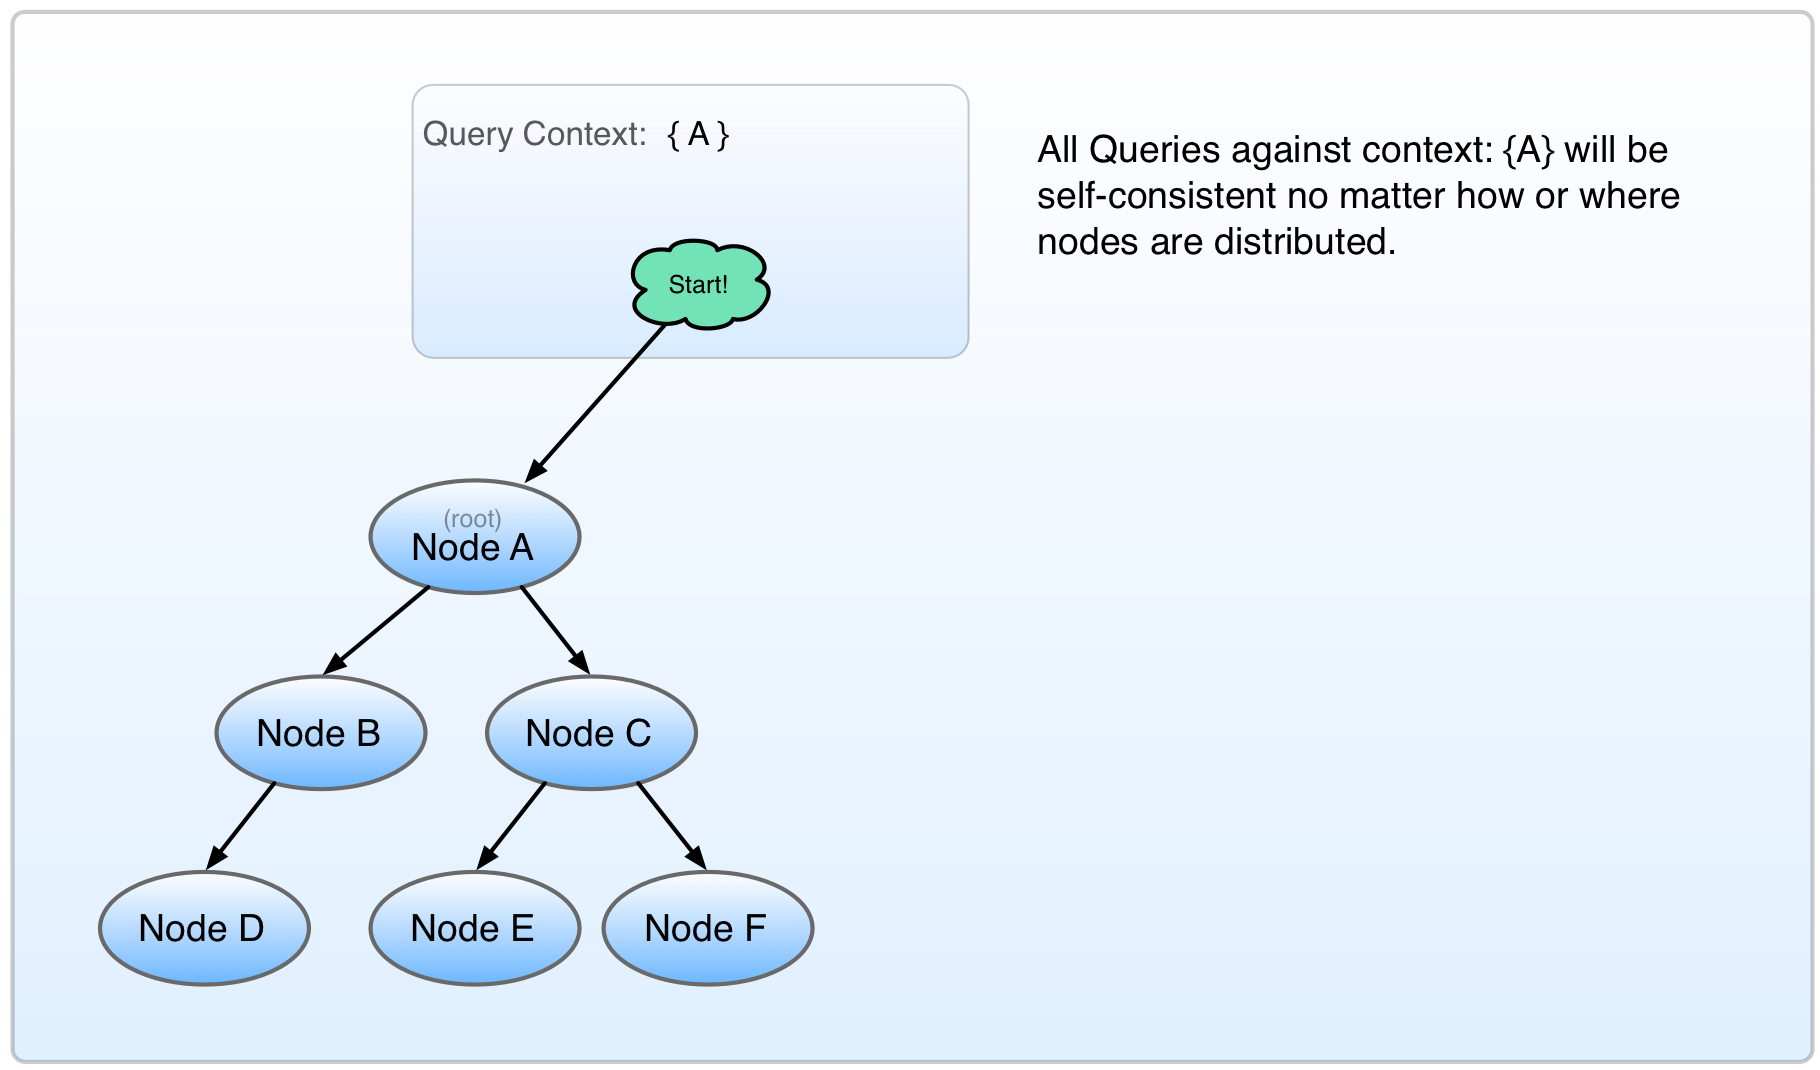 Query Context: { A }
All Queries against context: {A} will be
self-consistent no matter how or where
nodes are distributed.
Start!
(root)
Node A
Node B
Node C
Node D
Node E
Node F